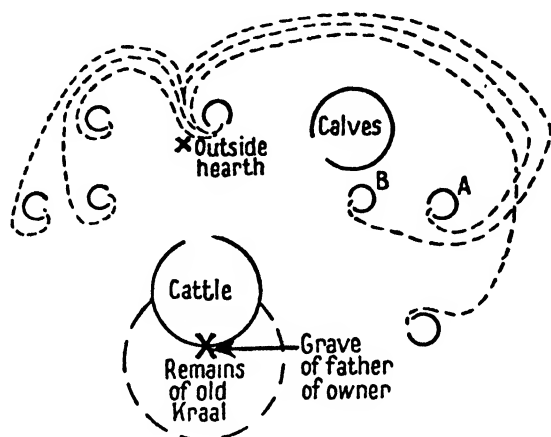 Calves
Outside
hearth
B
A
Cattle
Grave
of father
of owner
Remains
of old
Kraal